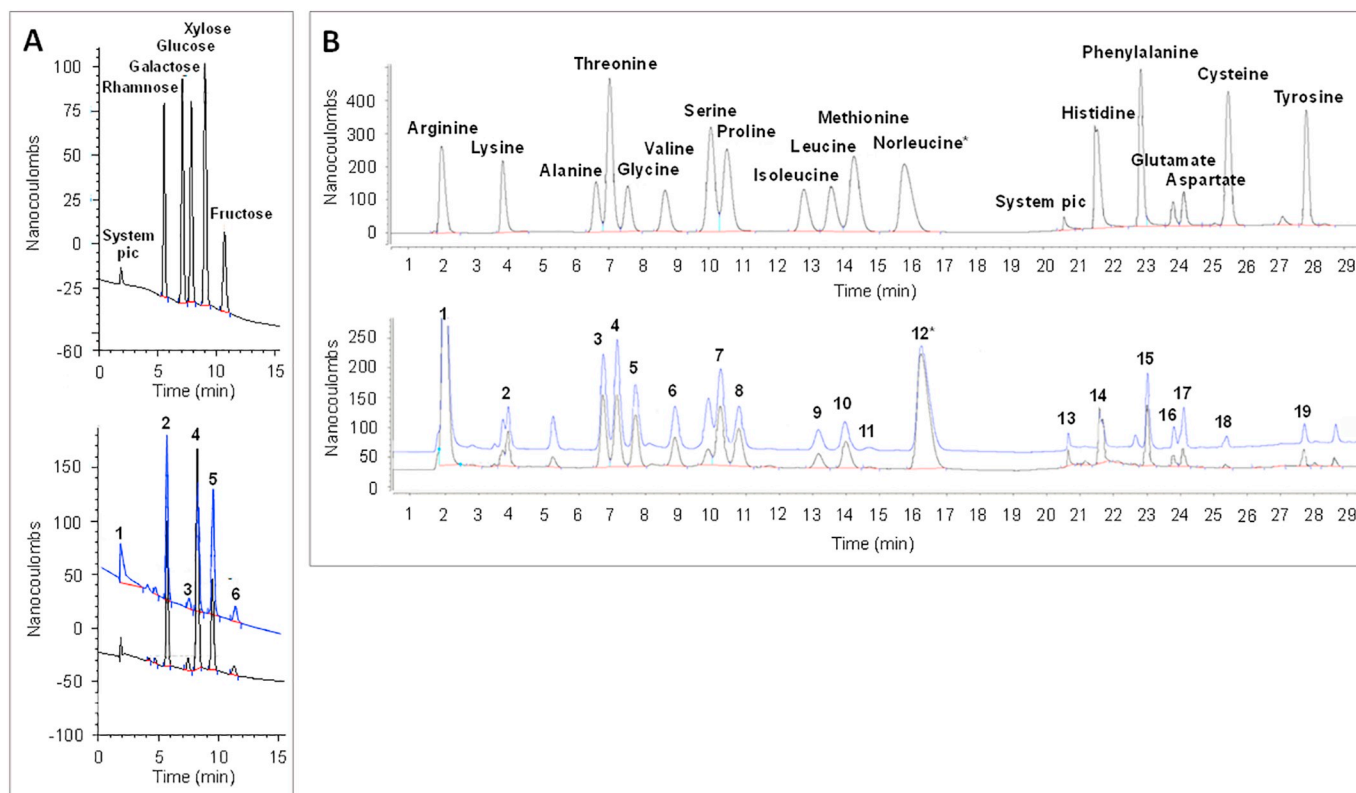 A
Xylose
Glucose
Galactose
Rhamnose
Fructose
System
pic
Nanocoulombs
100
75
50
25
0
-25
-60
0 5 10 15
Time (min)
1 2 3 4 5 6
Nanocoulombs
150
100
50
0
-50
-100
0 5 10 15
Time (min)
B
Phenylalanine
Threonine
Cysteine
Serine
Methionine
Histidine
Tyrosine
Arginine
Proline
Lysine
Valine
Leucine
Norleucine*
Alanine
Glycine
Isoleucine
Glutamate
Aspartate
System pic
Nanocoulombs
400
300
200
100
0
1 2 3 4 5 6 7 8 9 10 11 12 13 14 15 16 17 18 19 20 21 22 23 24 25 26 27 28 29
Time (min)
1 2 3 4 5 6 7 8 9 10 11 12* 13 14 15 16 17 18 19
Nanocoulombs
250
200
150
100
50
0
1 2 3 4 5 6 7 8 9 10 11 12 13 14 15 16 17 18 19 20 21 22 23 24 25 26 27 28 29
Time (min)